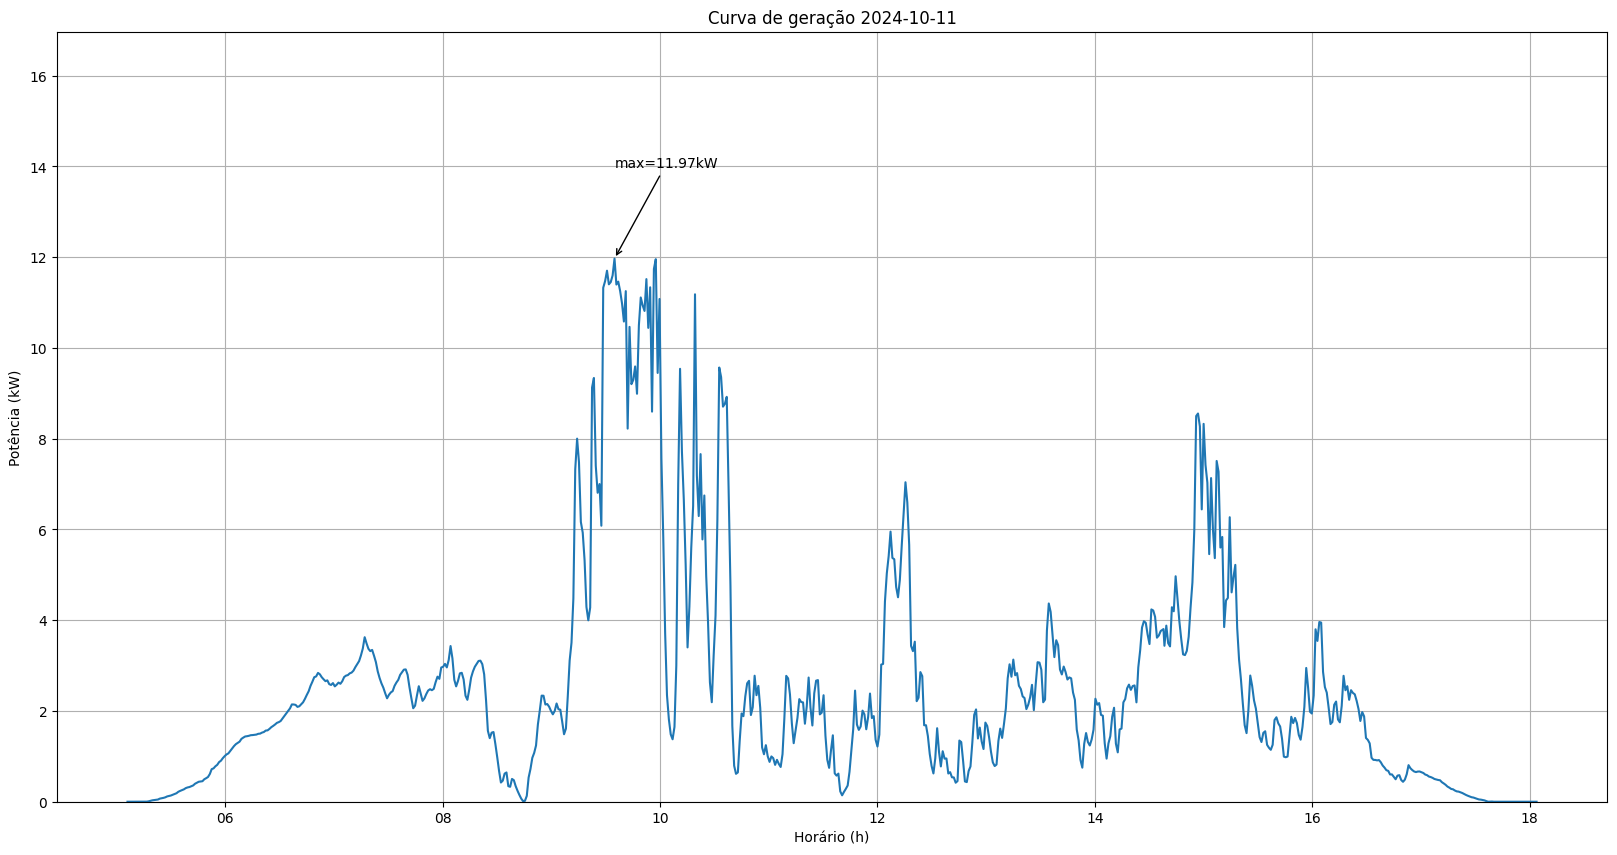 Curva de geração 2024-10-11
16
14
12
10
8
6
4
2
0
max=11.97kW
Potência (kW)
06 08 10 12 14 16 18
Horário (h)